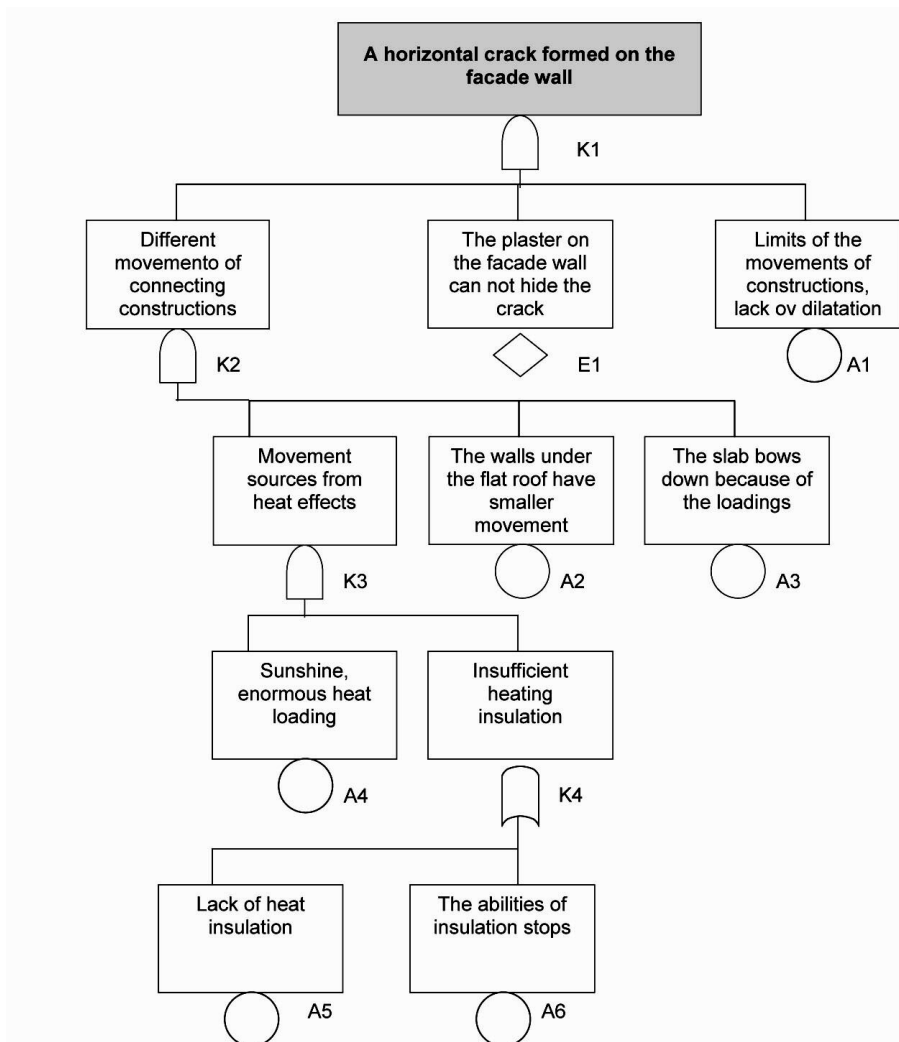 A horizontal crack formed on the
facade wall
K1
Different
movemento of
connecting
constructions
The plaster on
the facade wall
can not hide the
crack
Limits of the
movements of
constructions,
lack ov dilatation
K2
E1
A1
Movement
sources from
heat effects
The walls under
the flat roof have
smaller
movement
The slab bows
down because of
the loadings
K3
A2
A3
Sunshine,
enormous heat
loading
Insufficient
heating
insulation
A4
K4
Lack of heat
insulation
The abilities of
insulation stops
A5
A6